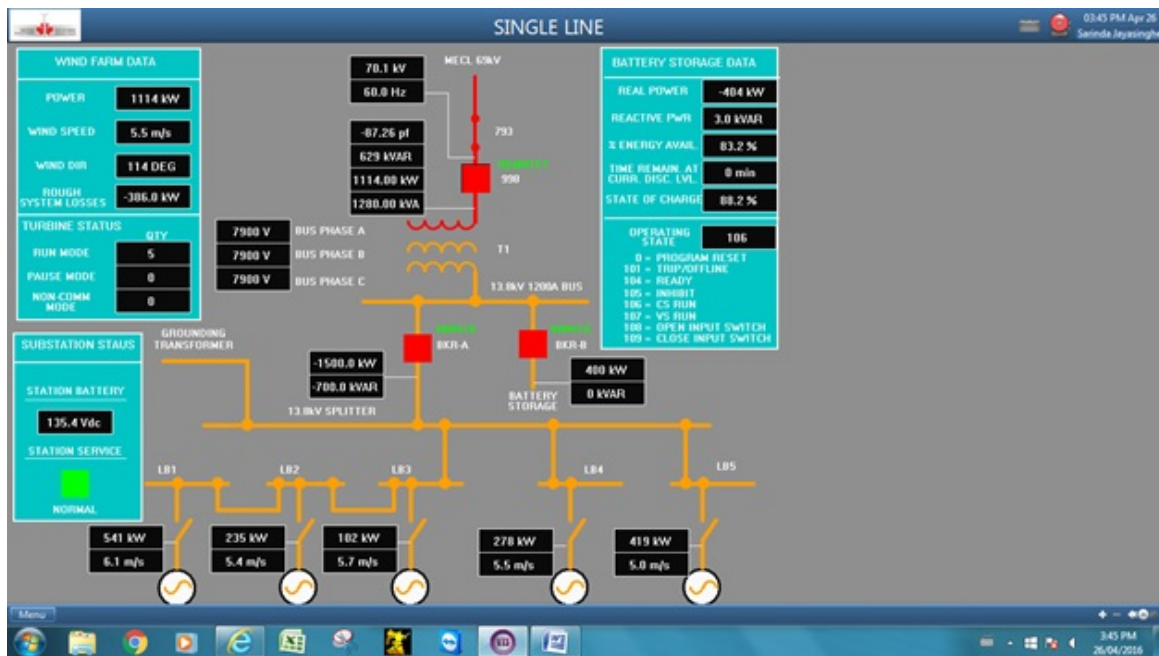 SINGLE LINE
03:45 PM Apr 26
Sarinda Jayasinghe
WIND FARM DATA
POWER 1114 kW
WIND SPEED 5.5 m/s
WIND DIR 114 DEG
ROUGH
SYSTEM LOSSES -386.0 kW
TURBINE STATUS
QTY
RUN MODE 5
PAUSE MODE 0
NON-COMM
MODE 0
SUBSTATION STAUS
STATION BATTERY
135.4 Vdc
STATION SERVICE
NORMAL
70.1 kV
60.0 Hz
MECL 69kV
793
-87.26 pf
629 kVAR
1114.00 kW
1280.00 kVA
998
7900 V BUS PHASE A
7900 V BUS PHASE B
7900 V BUS PHASE C
T1
13.8kV 1200A BUS
GROUNDING
TRANSFORMER
BKR-A
BKR-B
-1500.0 kW
-700.0 kVAR
400 kW
0 kVAR
BATTERY
STORAGE
13.8kV SPLITTER
LB1
LB2
LB3
LB4
LB5
541 kW
6.1 m/s
235 kW
5.4 m/s
102 kW
5.7 m/s
278 kW
5.5 m/s
419 kW
5.0 m/s
BATTERY STORAGE DATA
REAL POWER -404 kW
REACTIVE PWR 3.0 kVAR
% ENERGY AVAIL. 83.2 %
TIME REMAIN. AT
CURR. DISC. LVL. 0 min
STATE OF CHARGE 88.2 %
OPERATING
STATE 106
0 = PROGRAM RESET
101 = TRIP/OFFLINE
104 = READY
105 = INHIBIT
106 = CS RUN
107 = VS RUN
108 = OPEN INPUT SWITCH
109 = CLOSE INPUT SWITCH
Menu
3:45 PM
26/04/2016